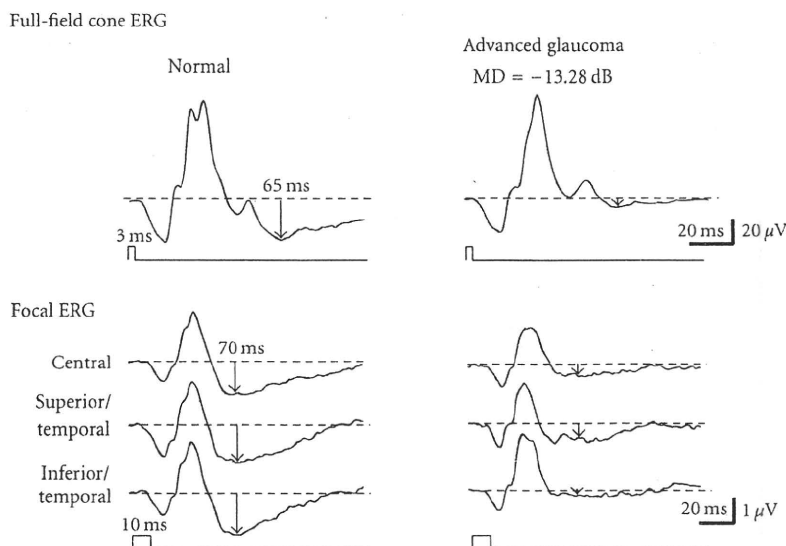 Full-field cone ERG
Normal
Advanced glaucoma
MD = −13.28 dB
65 ms
3 ms
20 ms 20 µV
Focal ERG
Central
70 ms
Superior/
temporal
Inferior/
temporal
10 ms
20 ms 1 µV